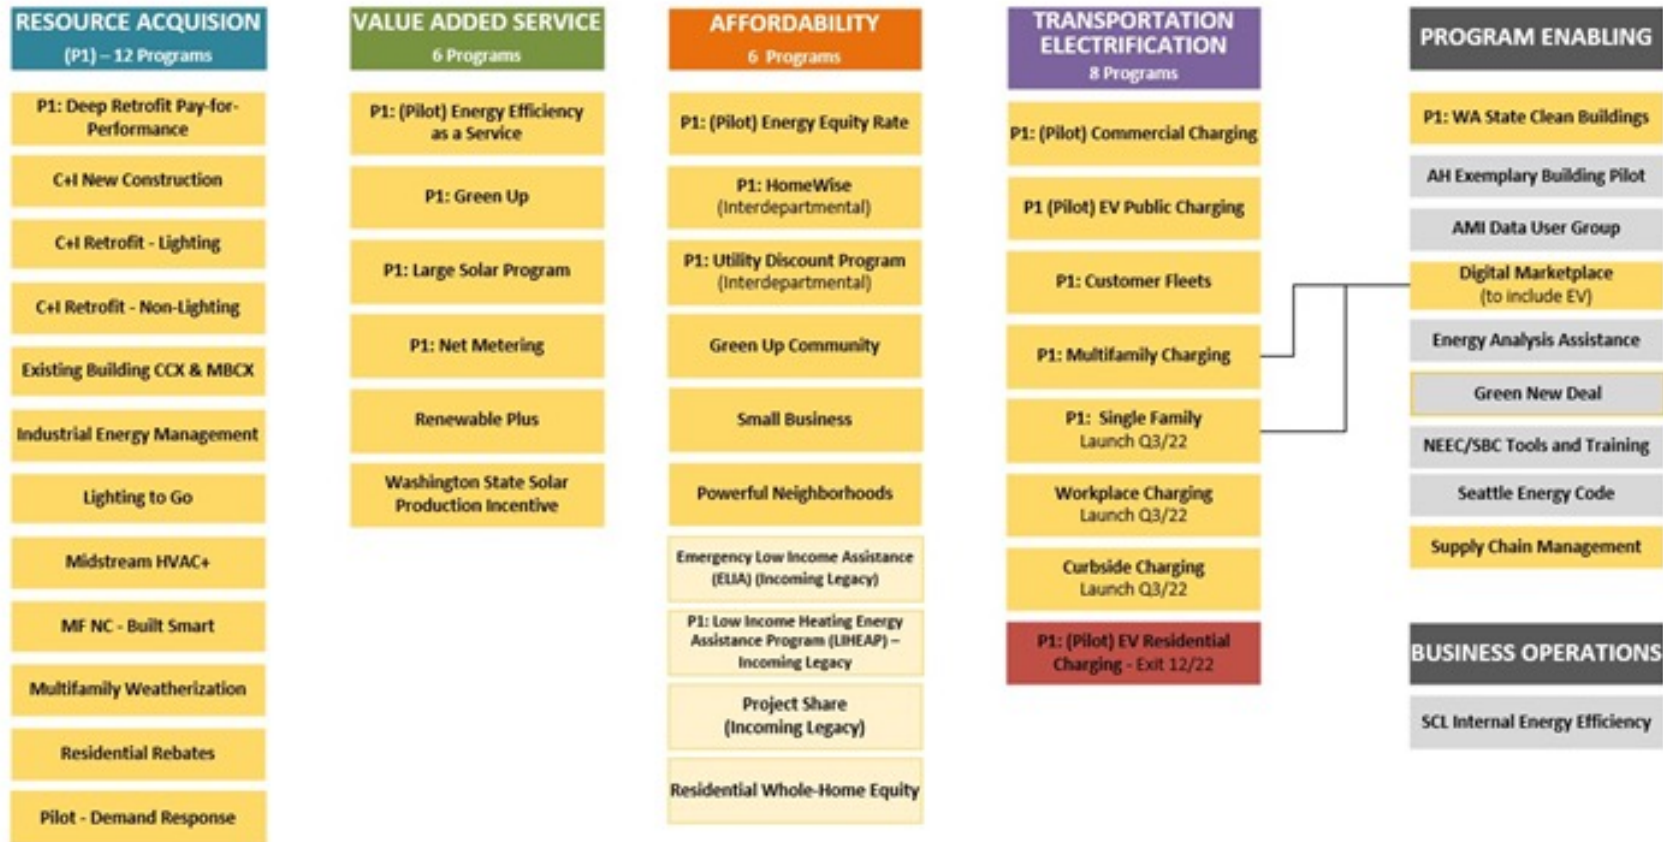 RESOURCE ACQUISION
(P1) – 12 Programs
P1: Deep Retrofit Pay-for-
Performance
C+I New Construction
C+I Retrofit - Lighting
C+I Retrofit - Non-Lighting
Existing Building CCX & MBCX
Industrial Energy Management
Lighting to Go
Midstream HVAC+
MF NC - Built Smart
Multifamily Weatherization
Residential Rebates
Pilot - Demand Response
VALUE ADDED SERVICE
6 Programs
P1: (Pilot) Energy Efficiency
as a Service
P1: Green Up
P1: Large Solar Program
P1: Net Metering
Renewable Plus
Washington State Solar
Production Incentive
AFFORDABILITY
6 Programs
P1: (Pilot) Energy Equity Rate
P1: HomeWise
(Interdepartmental)
P1: Utility Discount Program
(Interdepartmental)
Green Up Community
Small Business
Powerful Neighborhoods
Emergency Low Income Assistance
(ELIA) (Incoming Legacy)
P1: Low Income Heating Energy
Assistance Program (LIHEAP) –
Incoming Legacy
Project Share
(Incoming Legacy)
Residential Whole-Home Equity
TRANSPORTATION
ELECTRIFICATION
8 Programs
P1: (Pilot) Commercial Charging
P1 (Pilot) EV Public Charging
P1: Customer Fleets
P1: Multifamily Charging
P1: Single Family
Launch Q3/22
Workplace Charging
Launch Q3/22
Curbside Charging
Launch Q3/22
P1: (Pilot) EV Residential
Charging - Exit 12/22
PROGRAM ENABLING
P1: WA State Clean Buildings
AH Exemplary Building Pilot
AMI Data User Group
Digital Marketplace
(to include EV)
Energy Analysis Assistance
Green New Deal
NEEC/SBC Tools and Training
Seattle Energy Code
Supply Chain Management
BUSINESS OPERATIONS
SCL Internal Energy Efficiency